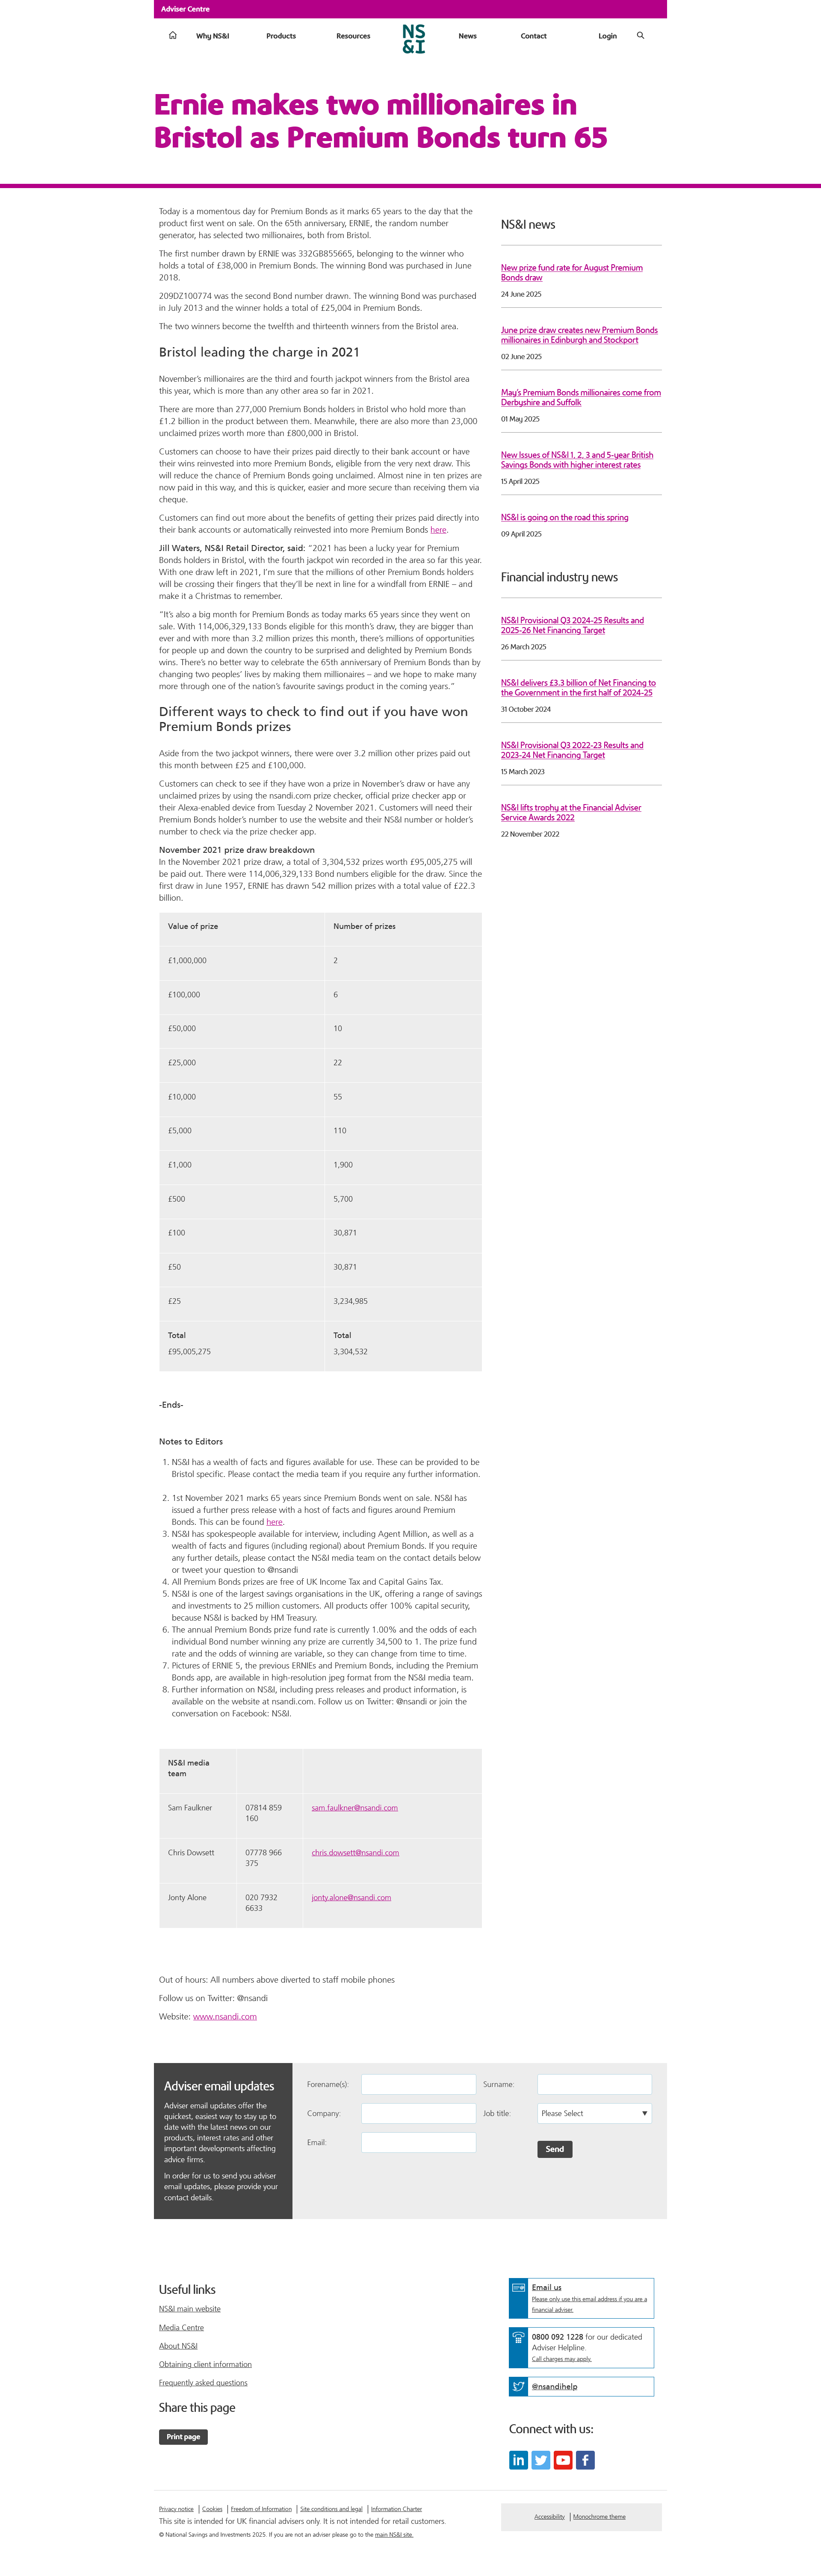 Adviser Centre
Why NS&I
Products
Resources
NS
&I
News
Contact
Login
Ernie makes two millionaires in
Bristol as Premium Bonds turn 65
Today is a momentous day for Premium Bonds as it marks 65 years to the day that the
product first went on sale. On the 65th anniversary, ERNIE, the random number
generator, has selected two millionaires, both from Bristol.
The first number drawn by ERNIE was 332GB855665, belonging to the winner who
holds a total of £38,000 in Premium Bonds. The winning Bond was purchased in June
2018.
209DZ100774 was the second Bond number drawn. The winning Bond was purchased
in July 2013 and the winner holds a total of £25,004 in Premium Bonds.
The two winners become the twelfth and thirteenth winners from the Bristol area.
Bristol leading the charge in 2021
November's millionaires are the third and fourth jackpot winners from the Bristol area
this year, which is more than any other area so far in 2021.
There are more than 277,000 Premium Bonds holders in Bristol who hold more than
£1.2 billion in the product between them. Meanwhile, there are also more than 23,000
unclaimed prizes worth more than £800,000 in Bristol.
Customers can choose to have their prizes paid directly to their bank account or have
their wins reinvested into more Premium Bonds, eligible from the very next draw. This
will reduce the chance of Premium Bonds going unclaimed. Almost nine in ten prizes are
now paid in this way, and this is quicker, easier and more secure than receiving them via
cheque.
Customers can find out more about the benefits of getting their prizes paid directly into
their bank accounts or automatically reinvested into more Premium Bonds here.
Jill Waters, NS&I Retail Director, said: "2021 has been a lucky year for Premium
Bonds holders in Bristol, with the fourth jackpot win recorded in the area so far this year.
With one draw left in 2021, I'm sure that the millions of other Premium Bonds holders
will be crossing their fingers that they'll be next in line for a windfall from ERNIE – and
make it a Christmas to remember.
"It's also a big month for Premium Bonds as today marks 65 years since they went on
sale. With 114,006,329,133 Bonds eligible for this month's draw, they are bigger than
ever and with more than 3.2 million prizes this month, there's millions of opportunities
for people up and down the country to be surprised and delighted by Premium Bonds
wins. There's no better way to celebrate the 65th anniversary of Premium Bonds than by
changing two peoples' lives by making them millionaires – and we hope to make many
more through one of the nation's favourite savings product in the coming years."
Different ways to check to find out if you have won
Premium Bonds prizes
Aside from the two jackpot winners, there were over 3.2 million other prizes paid out
this month between £25 and £100,000.
Customers can check to see if they have won a prize in November's draw or have any
unclaimed prizes by using the nsandi.com prize checker, official prize checker app or
their Alexa-enabled device from Tuesday 2 November 2021. Customers will need their
Premium Bonds holder's number to use the website and their NS&I number or holder's
number to check via the prize checker app.
November 2021 prize draw breakdown
In the November 2021 prize draw, a total of 3,304,532 prizes worth £95,005,275 will
be paid out. There were 114,006,329,133 Bond numbers eligible for the draw. Since the
first draw in June 1957, ERNIE has drawn 542 million prizes with a total value of £22.3
billion.
Value of prize
Number of prizes
£1,000,000
2
£100,000
6
£50,000
10
£25,000
22
£10,000
55
£5,000
110
£1,000
1,900
£500
5,700
£100
30,871
£50
30,871
£25
3,234,985
Total
Total
£95,005,275
3,304,532
-Ends-
Notes to Editors
1. NS&I has a wealth of facts and figures available for use. These can be provided to be
Bristol specific. Please contact the media team if you require any further information.
2. 1st November 2021 marks 65 years since Premium Bonds went on sale. NS&I has
issued a further press release with a host of facts and figures around Premium
Bonds. This can be found here.
3. NS&I has spokespeople available for interview, including Agent Million, as well as a
wealth of facts and figures (including regional) about Premium Bonds. If you require
any further details, please contact the NS&I media team on the contact details below
or tweet your question to @nsandi
4. All Premium Bonds prizes are free of UK Income Tax and Capital Gains Tax.
5. NS&I is one of the largest savings organisations in the UK, offering a range of savings
and investments to 25 million customers. All products offer 100% capital security,
because NS&I is backed by HM Treasury.
6. The annual Premium Bonds prize fund rate is currently 1.00% and the odds of each
individual Bond number winning any prize are currently 34,500 to 1. The prize fund
rate and the odds of winning are variable, so they can change from time to time.
7. Pictures of ERNIE 5, the previous ERNIEs and Premium Bonds, including the Premium
Bonds app, are available in high-resolution jpeg format from the NS&I media team.
8. Further information on NS&I, including press releases and product information, is
available on the website at nsandi.com. Follow us on Twitter: @nsandi or join the
conversation on Facebook: NS&I.
NS&I media
team
Sam Faulkner
07814 859
160
sam.faulkner@nsandi.com
Chris Dowsett
07778 966
375
chris.dowsett@nsandi.com
Jonty Alone
020 7932
6633
jonty.alone@nsandi.com
Out of hours: All numbers above diverted to staff mobile phones
Follow us on Twitter: @nsandi
Website: www.nsandi.com
NS&I news
New prize fund rate for August Premium
Bonds draw
24 June 2025
June prize draw creates new Premium Bonds
millionaires in Edinburgh and Stockport
02 June 2025
May's Premium Bonds millionaires come from
Derbyshire and Suffolk
01 May 2025
New Issues of NS&I 1, 2, 3 and 5-year British
Savings Bonds with higher interest rates
15 April 2025
NS&I is going on the road this spring
09 April 2025
Financial industry news
NS&I Provisional Q3 2024-25 Results and
2025-26 Net Financing Target
26 March 2025
NS&I delivers £3.3 billion of Net Financing to
the Government in the first half of 2024-25
31 October 2024
NS&I Provisional Q3 2022-23 Results and
2023-24 Net Financing Target
15 March 2023
NS&I lifts trophy at the Financial Adviser
Service Awards 2022
22 November 2022
Adviser email updates
Adviser email updates offer the
quickest, easiest way to stay up to
date with the latest news on our
products, interest rates and other
important developments affecting
advice firms.
In order for us to send you adviser
email updates, please provide your
contact details.
Forename(s):
Surname:
Company:
Job title:
Please Select
Email:
Send
Useful links
NS&I main website
Media Centre
About NS&I
Obtaining client information
Frequently asked questions
Share this page
Print page
Email us
Please only use this email address if you are a
financial adviser.
0800 092 1228 for our dedicated
Adviser Helpline.
Call charges may apply.
@nsandihelp
Connect with us:
Privacy notice
Cookies
Freedom of Information
Site conditions and legal
Information Charter
This site is intended for UK financial advisers only. It is not intended for retail customers.
© National Savings and Investments 2025. If you are not an adviser please go to the main NS&I site.
Accessibility
Monochrome theme